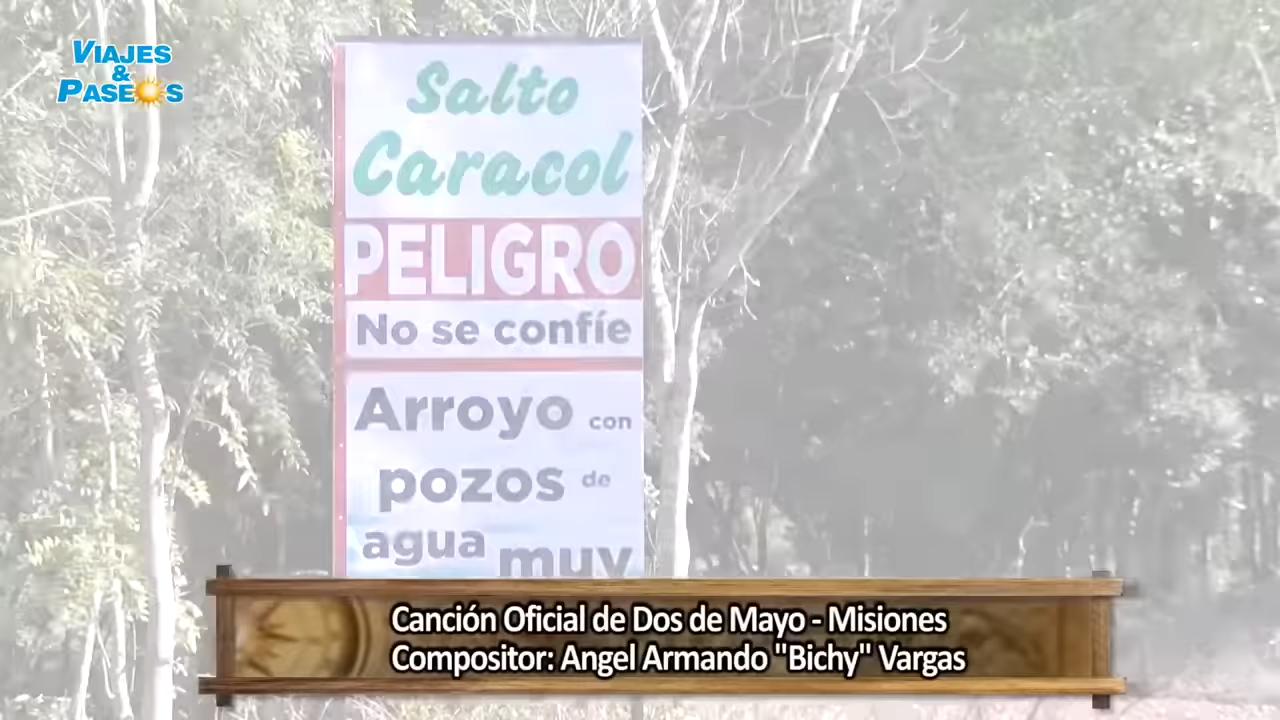 VIAJES
&
PASEOS
Salto
Caracol
PELIGRO
No se confíe
Arroyo con
pozos de
agua muy
Canción Oficial de Dos de Mayo - Misiones
Compositor: Angel Armando "Bichy" Vargas